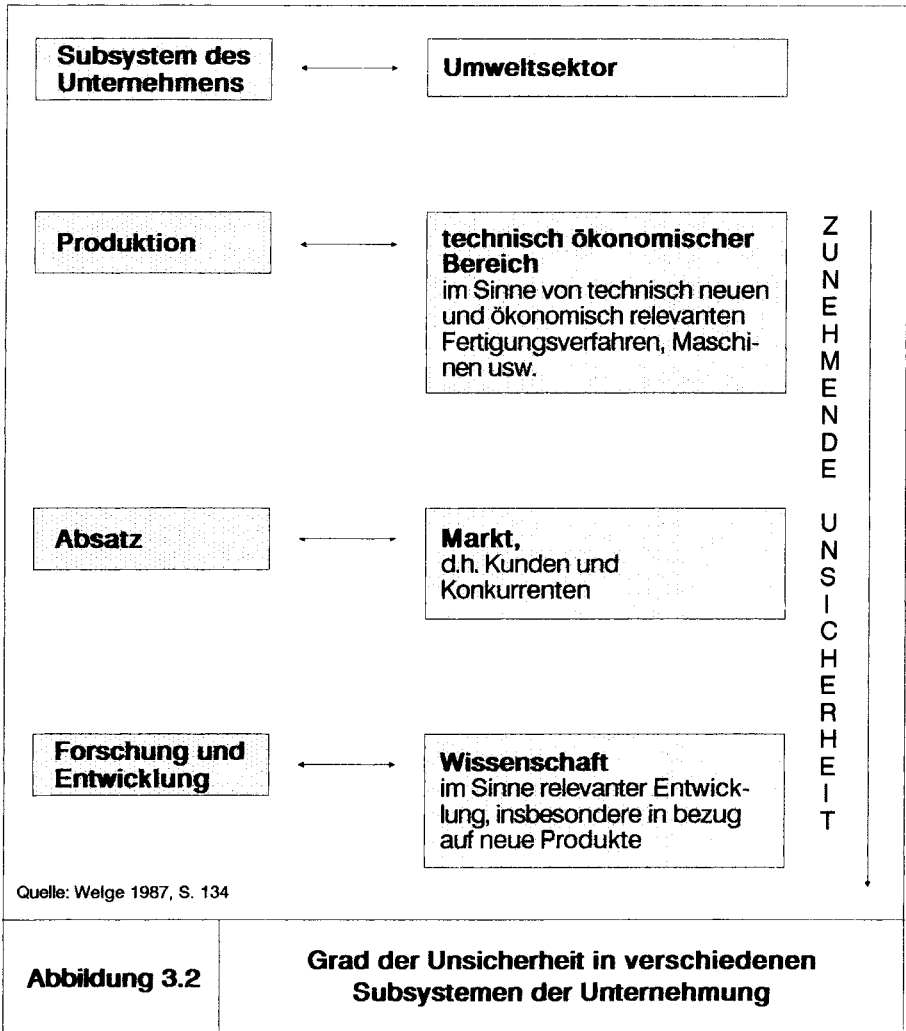 Subsystem des
Unternehmens
Umweltsektor
Produktion
technisch ökonomischer
Bereich
im Sinne von technisch neuen
und ökonomisch relevanten
Fertigungsverfahren, Maschi-
nen usw.
Absatz
Markt,
d.h. Kunden und
Konkurrenten
Forschung und
Entwicklung
Wissenschaft
im Sinne relevanter Entwick-
lung, insbesondere in bezug
auf neue Produkte
ZUNEHMENDE UNSICHERHEIT
Quelle: Welge 1987, S. 134
Abbildung 3.2
Grad der Unsicherheit in verschiedenen
Subsystemen der Unternehmung